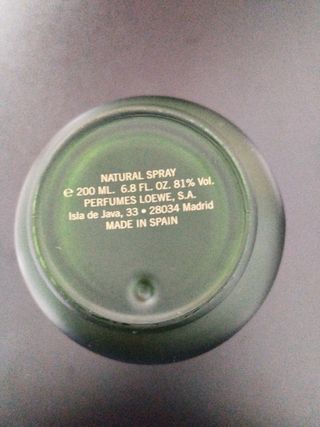 NATURAL SPRAY
℮ 200 ML. 6.8 FL. OZ. 81% Vol.
PERFUMES LOEWE, S.A.
Isla de Java, 33 • 28034 Madrid
MADE IN SPAIN